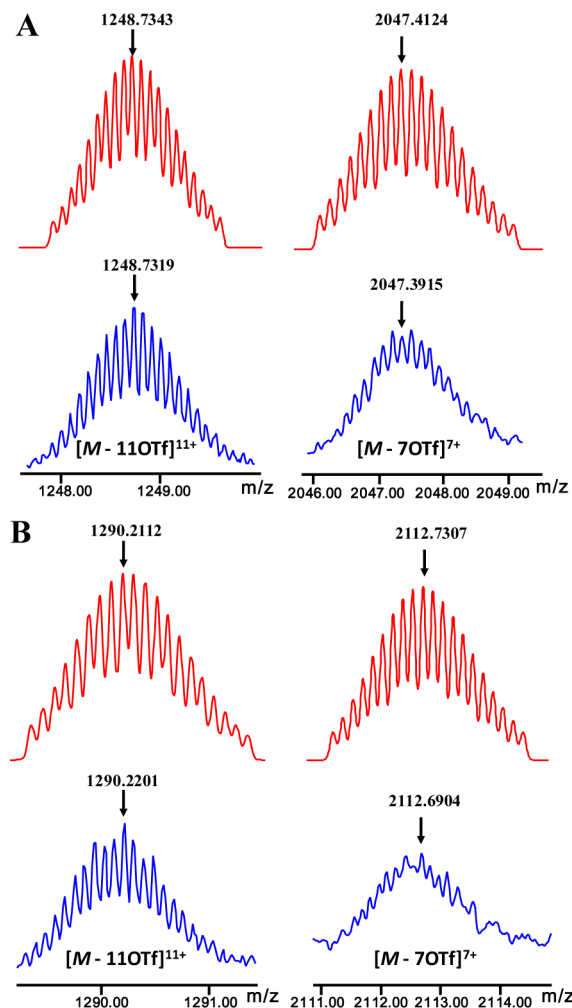 A
1248.7343
2047.4124
1248.7319
2047.3915
[M - 11OTf]¹¹⁺
[M - 7OTf]⁷⁺
1248.00
1249.00
m/z
2046.00
2047.00
2048.00
2049.00
m/z
B
1290.2112
2112.7307
1290.2201
2112.6904
[M - 11OTf]¹¹⁺
[M - 7OTf]⁷⁺
1290.00
1291.00
m/z
2111.00
2112.00
2113.00
2114.00
m/z